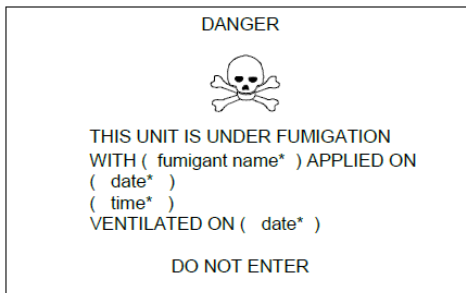 DANGER
THIS UNIT IS UNDER FUMIGATION
WITH ( fumigant name* ) APPLIED ON
( date* )
( time* )
VENTILATED ON ( date* )
DO NOT ENTER